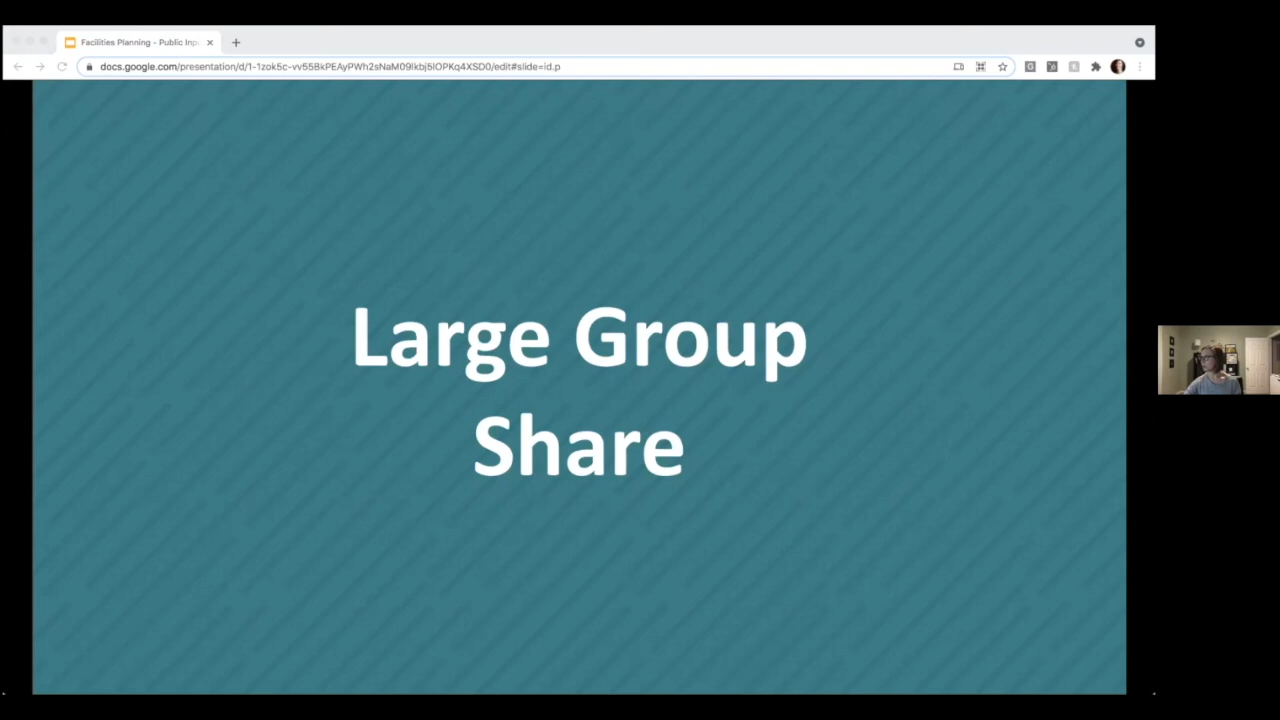 Facilities Planning - Public Inp
docs.google.com/presentation/d/1-1zok5c-vv55BkPEAyPWh2sNaM09lkbj5lOPKq4XSD0/edit#slide=id.p
Large Group
Share